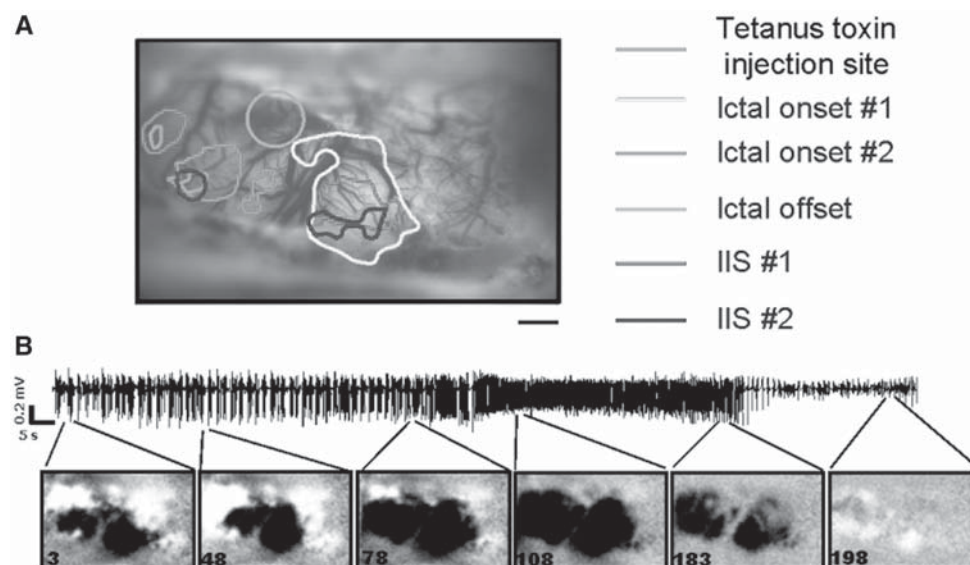 A
Tetanus toxin
injection site
Ictal onset #1
Ictal onset #2
Ictal offset
IIS #1
IIS #2
B
0.2 mV
5 s
3
48
78
108
183
198